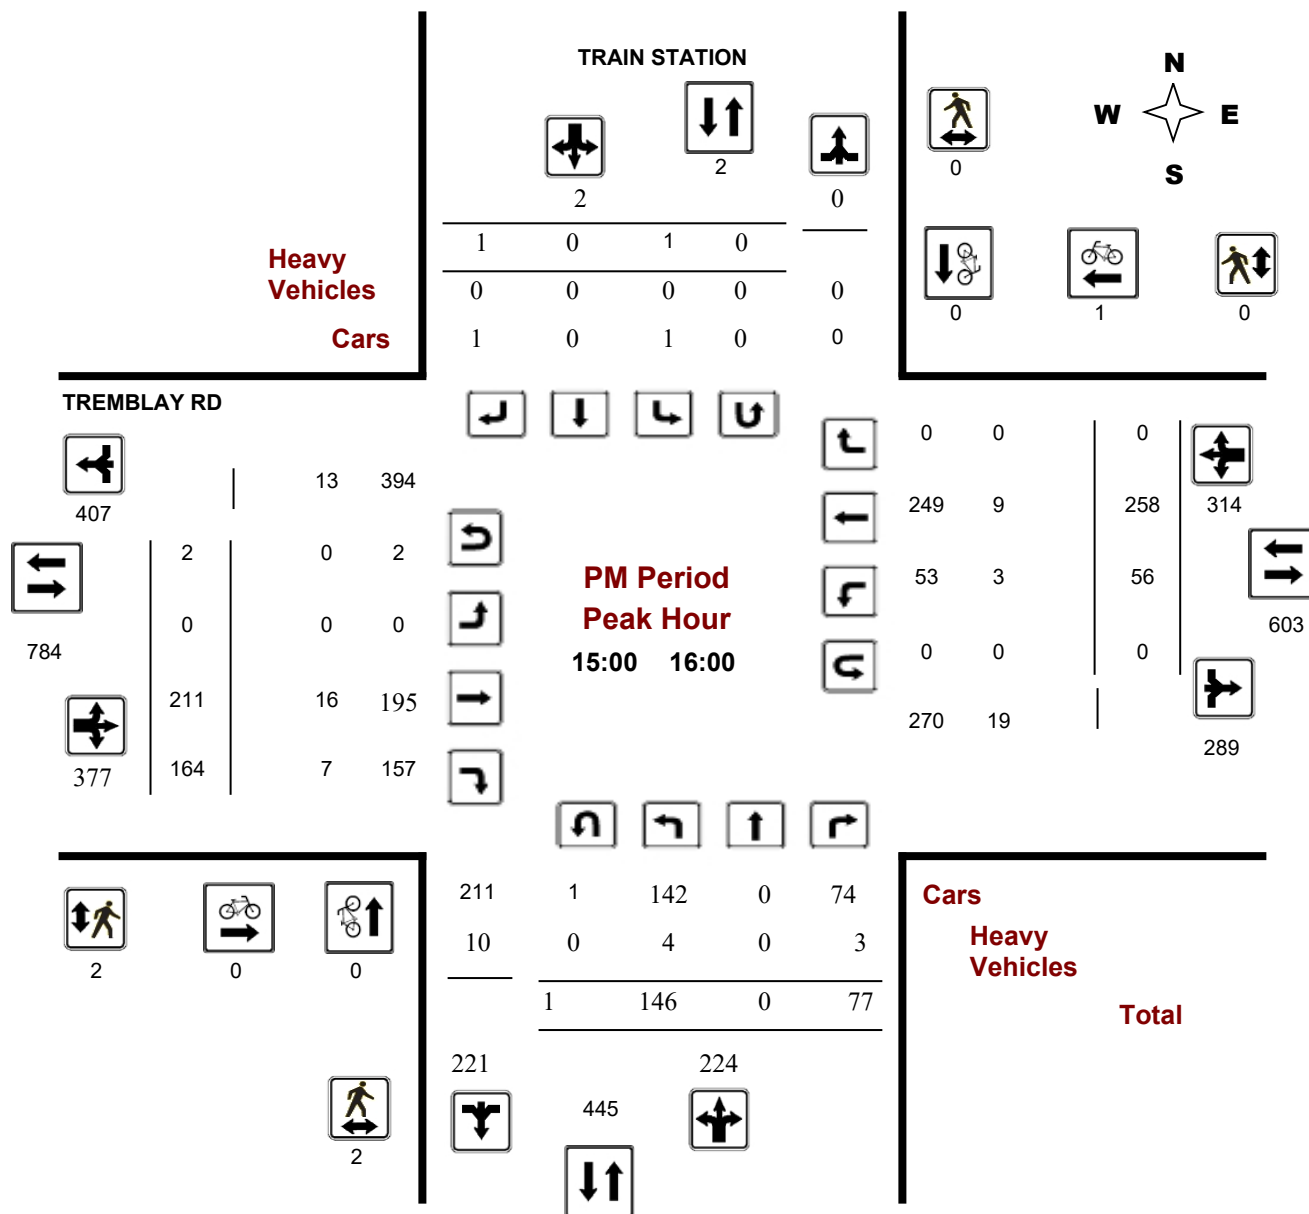 TRAIN STATION
N
W E
S
2
2
0
0
1 0 1 0
Heavy
Vehicles
0 0 0 0 0
0 1 0
Cars
1 0 1 0 0
TREMBLAY RD
0 0 0
13 394
407
249 9 258 314
2 0 2
PM Period
53 3 56
Peak Hour
603
0 0 0
784
15:00 16:00
0 0 0
211 16 195
270 19
289
377 164 7 157
211 1 142 0 74
Cars
10 0 4 0 3
Heavy
Vehicles
2 0 0
1 146 0 77
Total
221 224
445
2